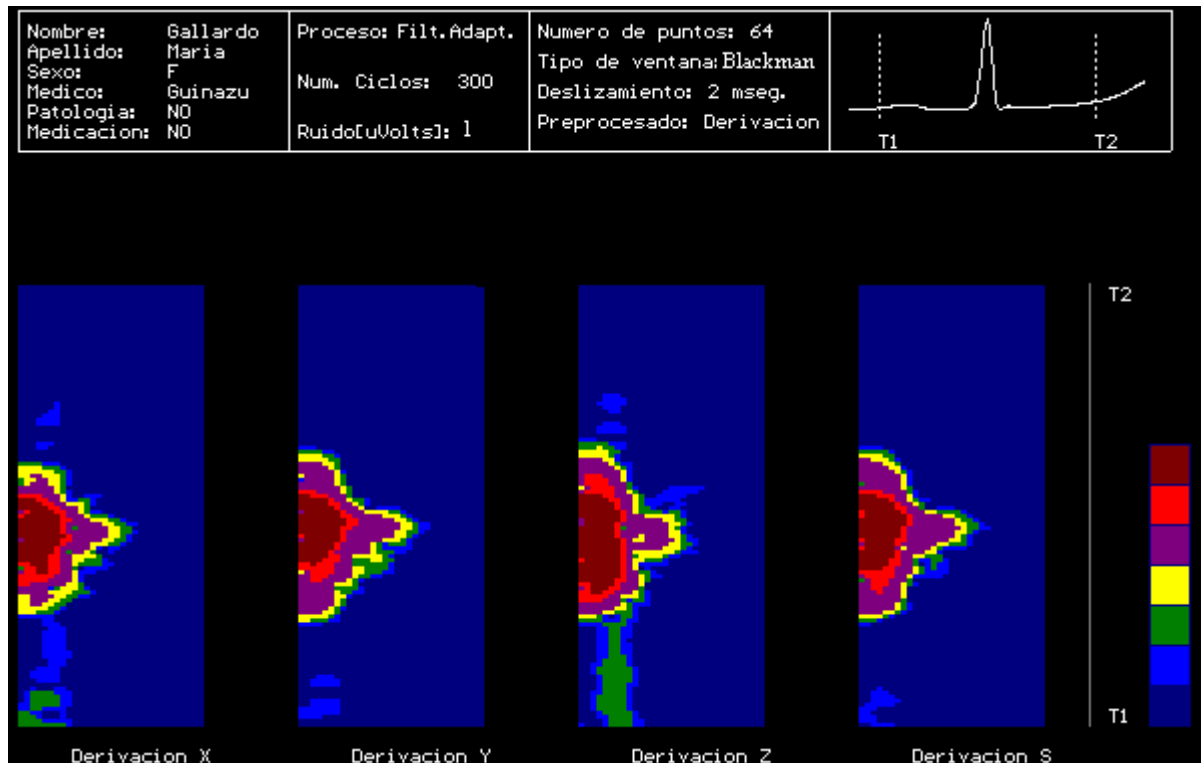 Nombre: Gallardo
Apellido: Maria
Sexo: F
Medico: Guinazu
Patologia: NO
Medicacion: NO
Proceso: Filt.Adapt.
Num. Ciclos: 300
Ruido[uVolts]: 1
Numero de puntos: 64
Tipo de ventana: Blackman
Deslizamiento: 2 mseg.
Preprocesado: Derivacion
T1 T2
T2
T1
Derivacion X Derivacion Y Derivacion Z Derivacion S